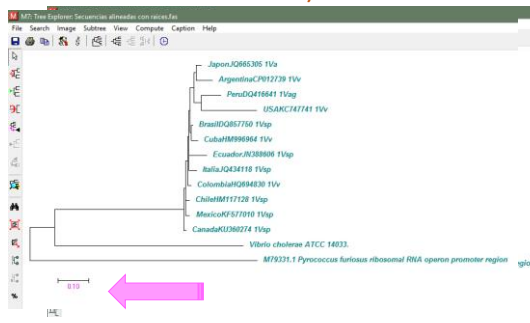 M7: Tree Explorer: Secuencias alineadas con raices.fas
File Search Image Subtree View Compute Caption Help
JaponJQ665305 1Va
ArgentinaCP012739 1Vv
PeruDQ416641 1Vag
USAKC747741 1Vv
BrasilDQ857750 1Vsp
CubaHM996964 1Vv
EcuadorJN388606 1Vsp
ItaliaJQ434118 1Vsp
ColombiaHQ694830 1Vv
ChileHM117128 1Vsp
MexicoKF577010 1Vsp
CanadaKU360274 1Vsp
Vibrio cholerae ATCC 14033.
M79331.1 Pyrococcus furiosus ribosomal RNA operon promoter region
0.10